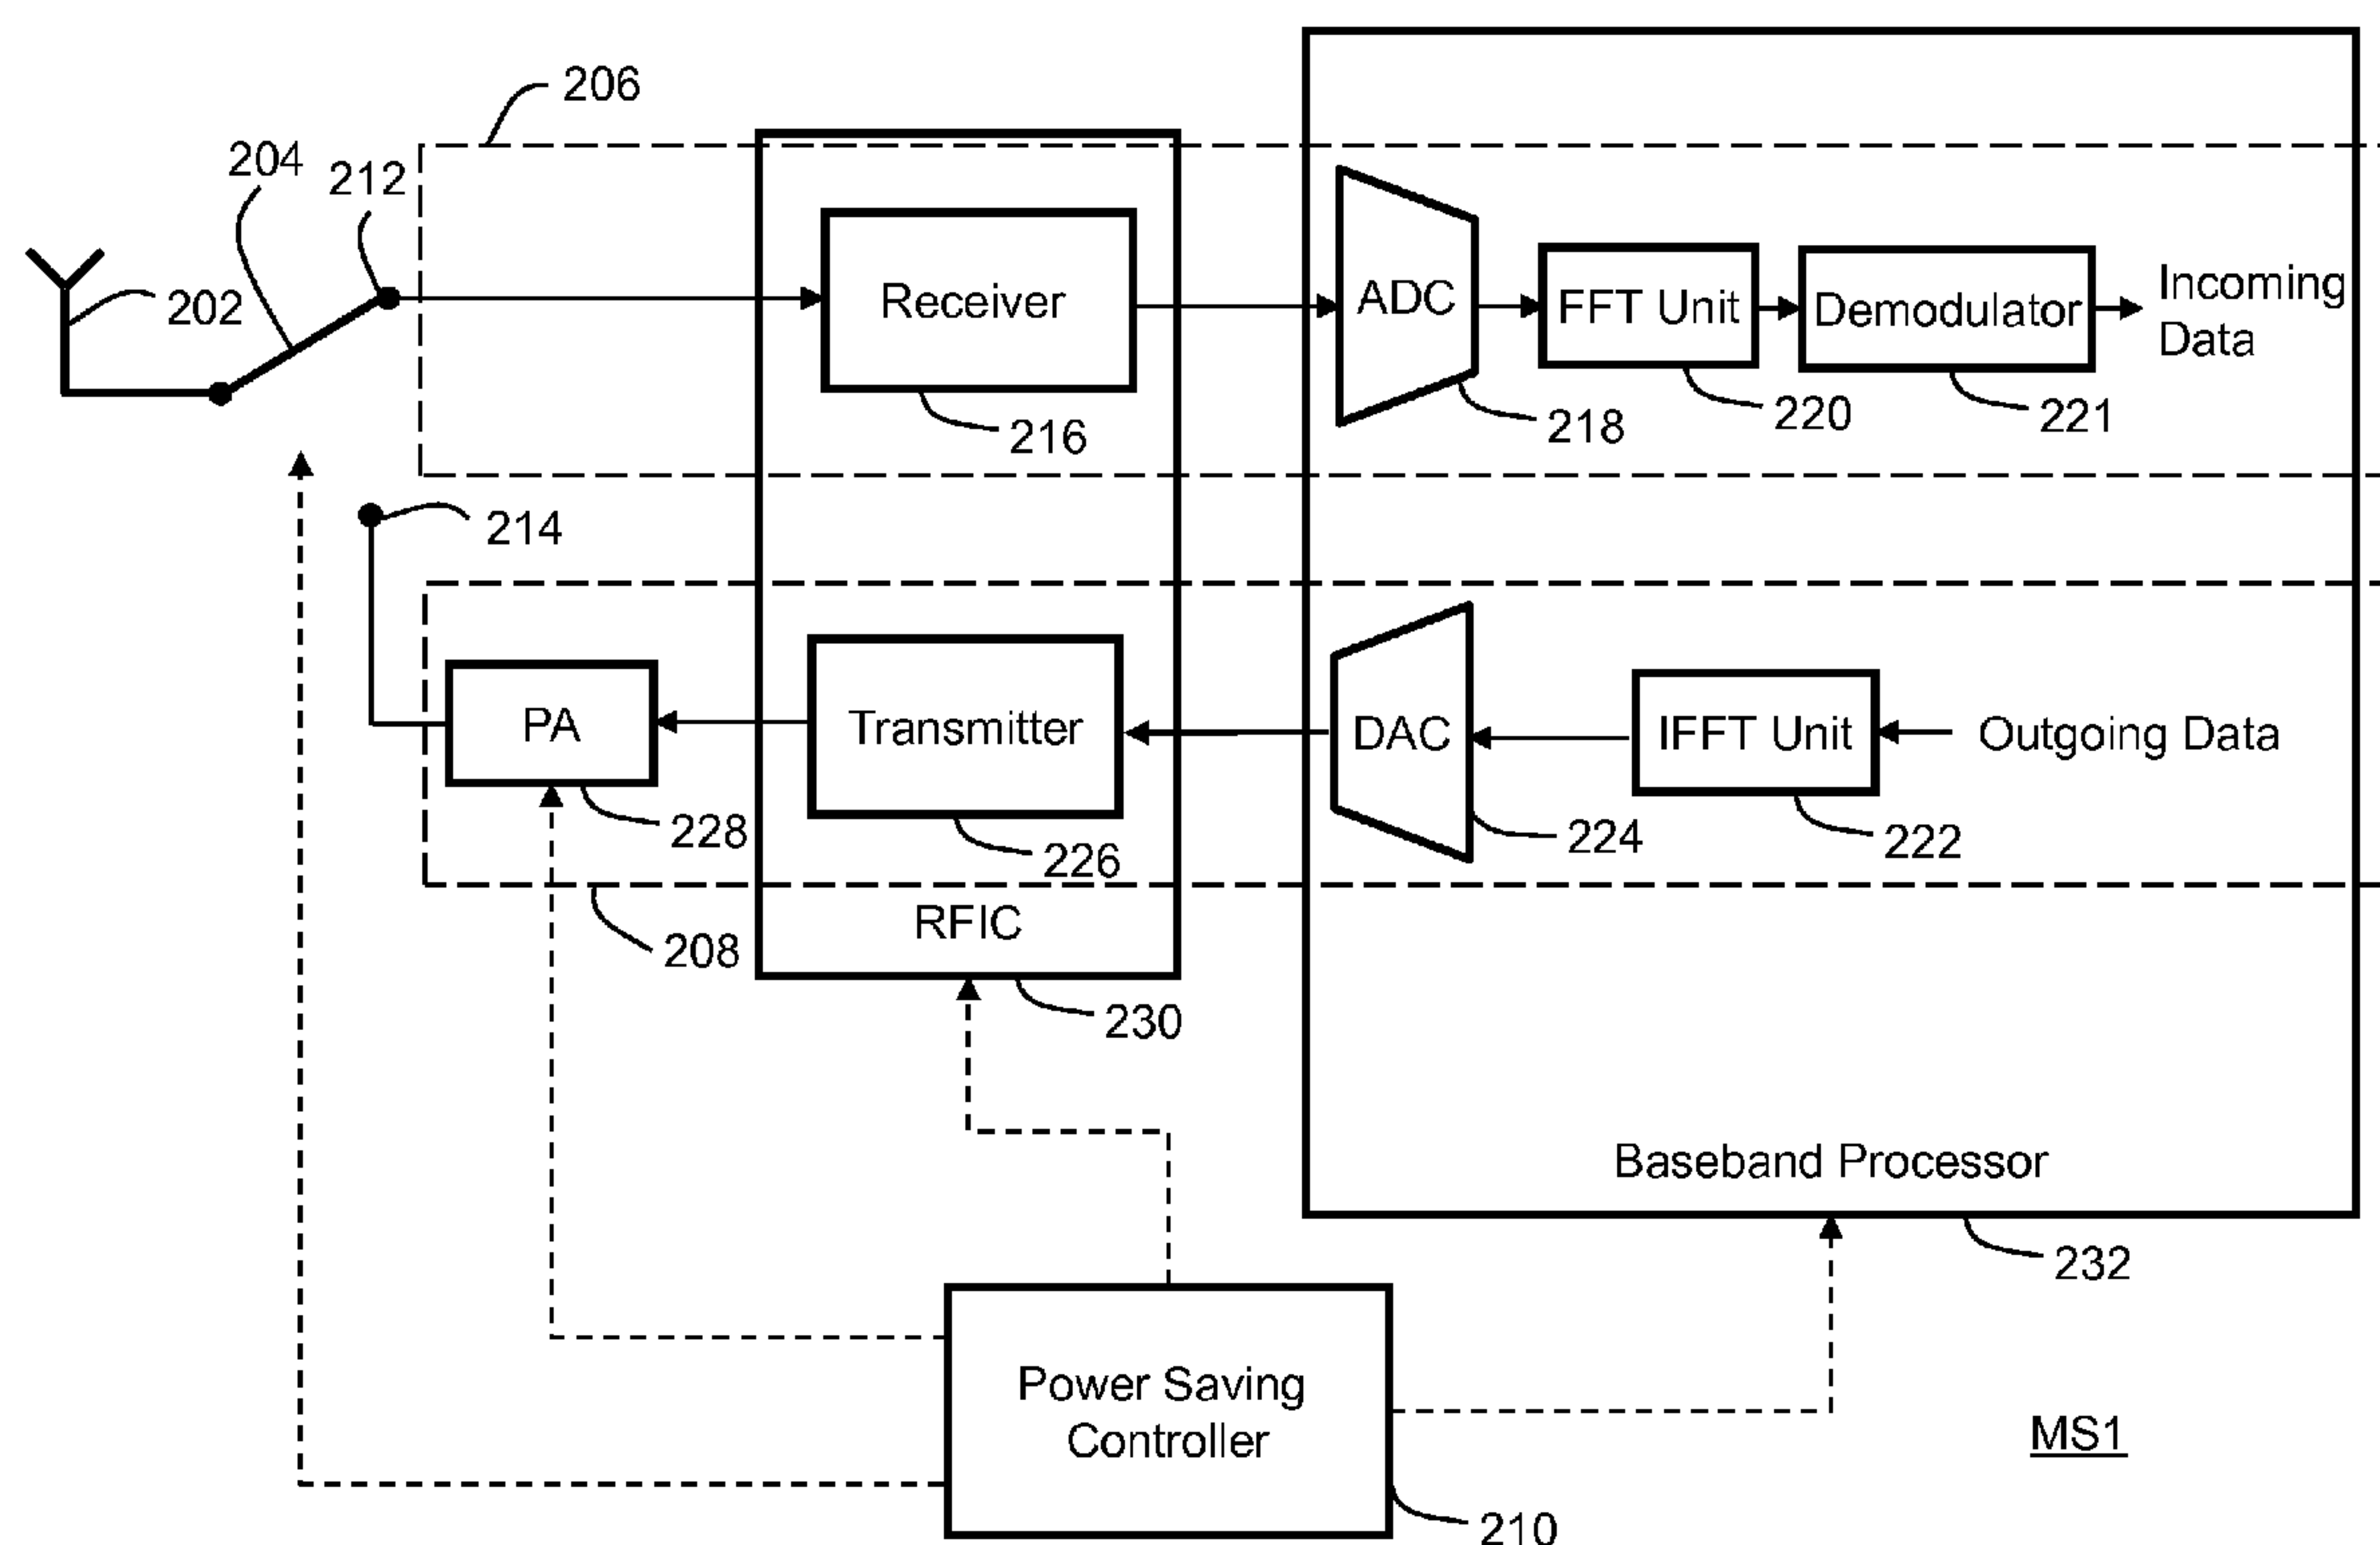 206
204
212
202
Receiver
216
ADC
218
FFT Unit
220
Demodulator
221
Incoming
Data
214
PA
228
Transmitter
226
DAC
224
IFFT Unit
222
Outgoing Data
208
RFIC
230
Baseband Processor
232
Power Saving
Controller
210
MS1